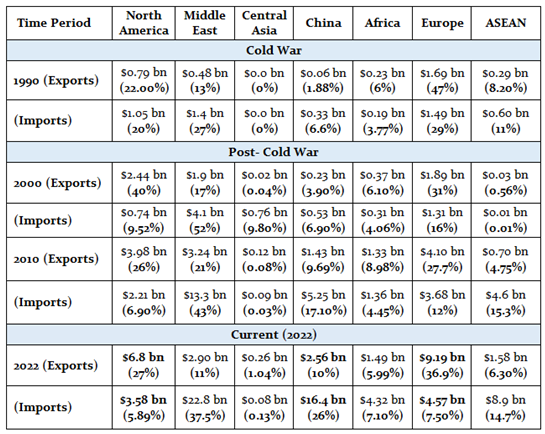 Time Period North America Middle East Central Asia China Africa Europe ASEAN
Cold War
1990 (Exports) $0.79 bn (22.00%) $0.48 bn (13%) $0.0 bn (0%) $0.06 bn (1.88%) $0.23 bn (6%) $1.69 bn (47%) $0.29 bn (8.20%)
(Imports) $1.05 bn (20%) $1.4 bn (27%) $0.0 bn (0%) $0.33 bn (6.6%) $0.19 bn (3.77%) $1.49 bn (29%) $0.60 bn (11%)
Post- Cold War
2000 (Exports) $2.44 bn (40%) $1.9 bn (17%) $0.02 bn (0.04%) $0.23 bn (3.90%) $0.37 bn (6.10%) $1.89 bn (31%) $0.03 bn (0.56%)
(Imports) $0.74 bn (9.52%) $4.1 bn (52%) $0.76 bn (9.80%) $0.53 bn (6.90%) $0.31 bn (4.06%) $1.31 bn (16%) $0.01 bn (0.01%)
2010 (Exports) $3.98 bn (26%) $3.24 bn (21%) $0.12 bn (0.08%) $1.43 bn (9.69%) $1.33 bn (8.98%) $4.10 bn (27.7%) $0.70 bn (4.75%)
(Imports) $2.21 bn (6.90%) $13.3 bn (43%) $0.09 bn (0.03%) $5.25 bn (17.10%) $1.36 bn (4.45%) $3.68 bn (12%) $4.6 bn (15.3%)
Current (2022)
2022 (Exports) $6.8 bn (27%) $2.90 bn (11%) $0.26 bn (1.04%) $2.56 bn (10%) $1.49 bn (5.99%) $9.19 bn (36.9%) $1.58 bn (6.30%)
(Imports) $3.58 bn (5.89%) $22.8 bn (37.5%) $0.08 bn (0.13%) $16.4 bn (26%) $4.32 bn (7.10%) $4.57 bn (7.50%) $8.9 bn (14.7%)